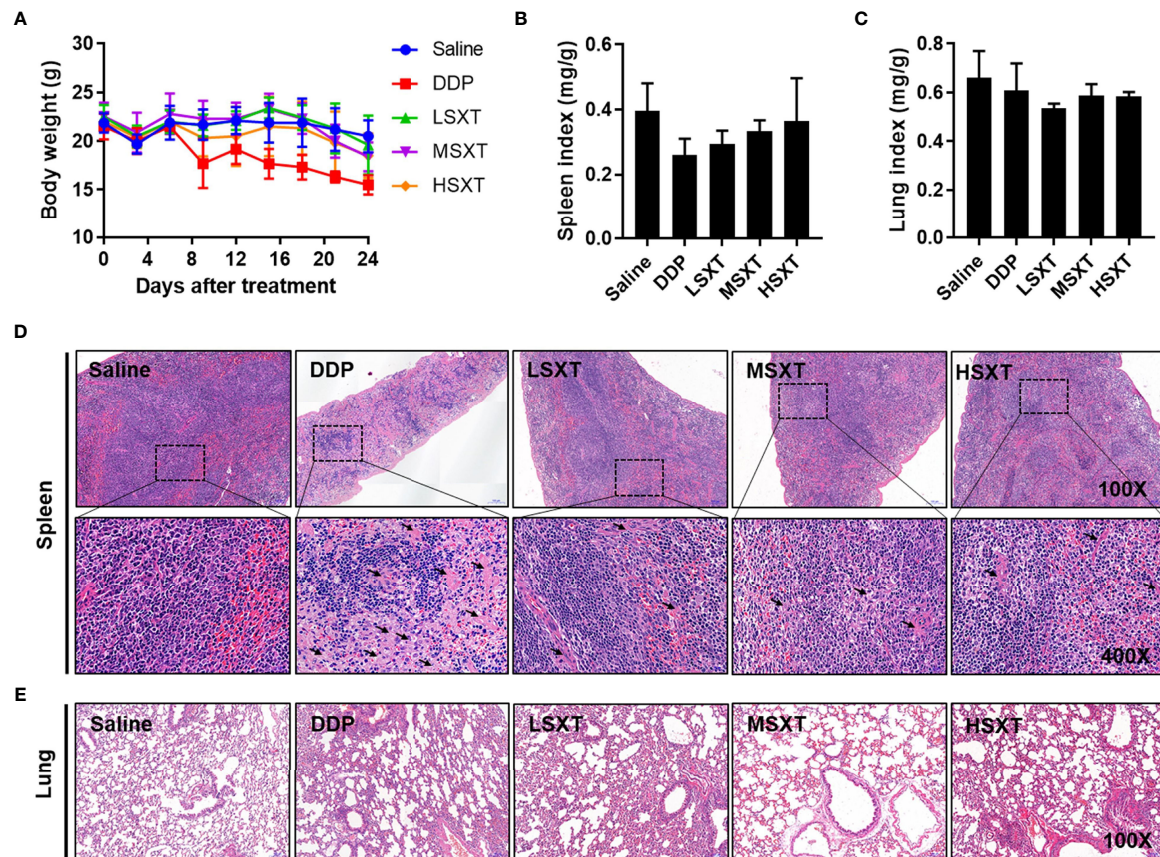 A
Body weight (g)
30
25
20
15
10
0 4 8 12 16 20 24
Days after treatment
Saline
DDP
LSXT
MSXT
HSXT
B
Spleen index (mg/g)
0.6
0.4
0.2
0.0
Saline DDP LSXT MSXT HSXT
C
Lung index (mg/g)
0.8
0.6
0.4
0.2
0.0
Saline DDP LSXT MSXT HSXT
D
Spleen
Saline DDP LSXT MSXT HSXT
100X
400X
E
Lung
Saline DDP LSXT MSXT HSXT
100X